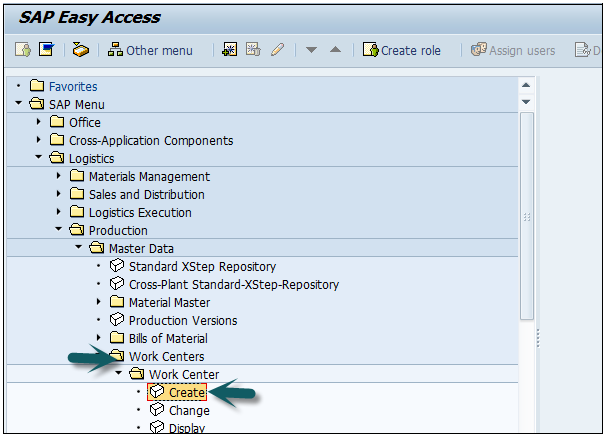 SAP Easy Access
Other menu Create role Assign users D
Favorites
SAP Menu
Office
Cross-Application Components
Logistics
Materials Management
Sales and Distribution
Logistics Execution
Production
Master Data
Standard XStep Repository
Cross-Plant Standard-XStep-Repository
Material Master
Production Versions
Bills of Material
Work Centers
Work Center
Create
Change
Display